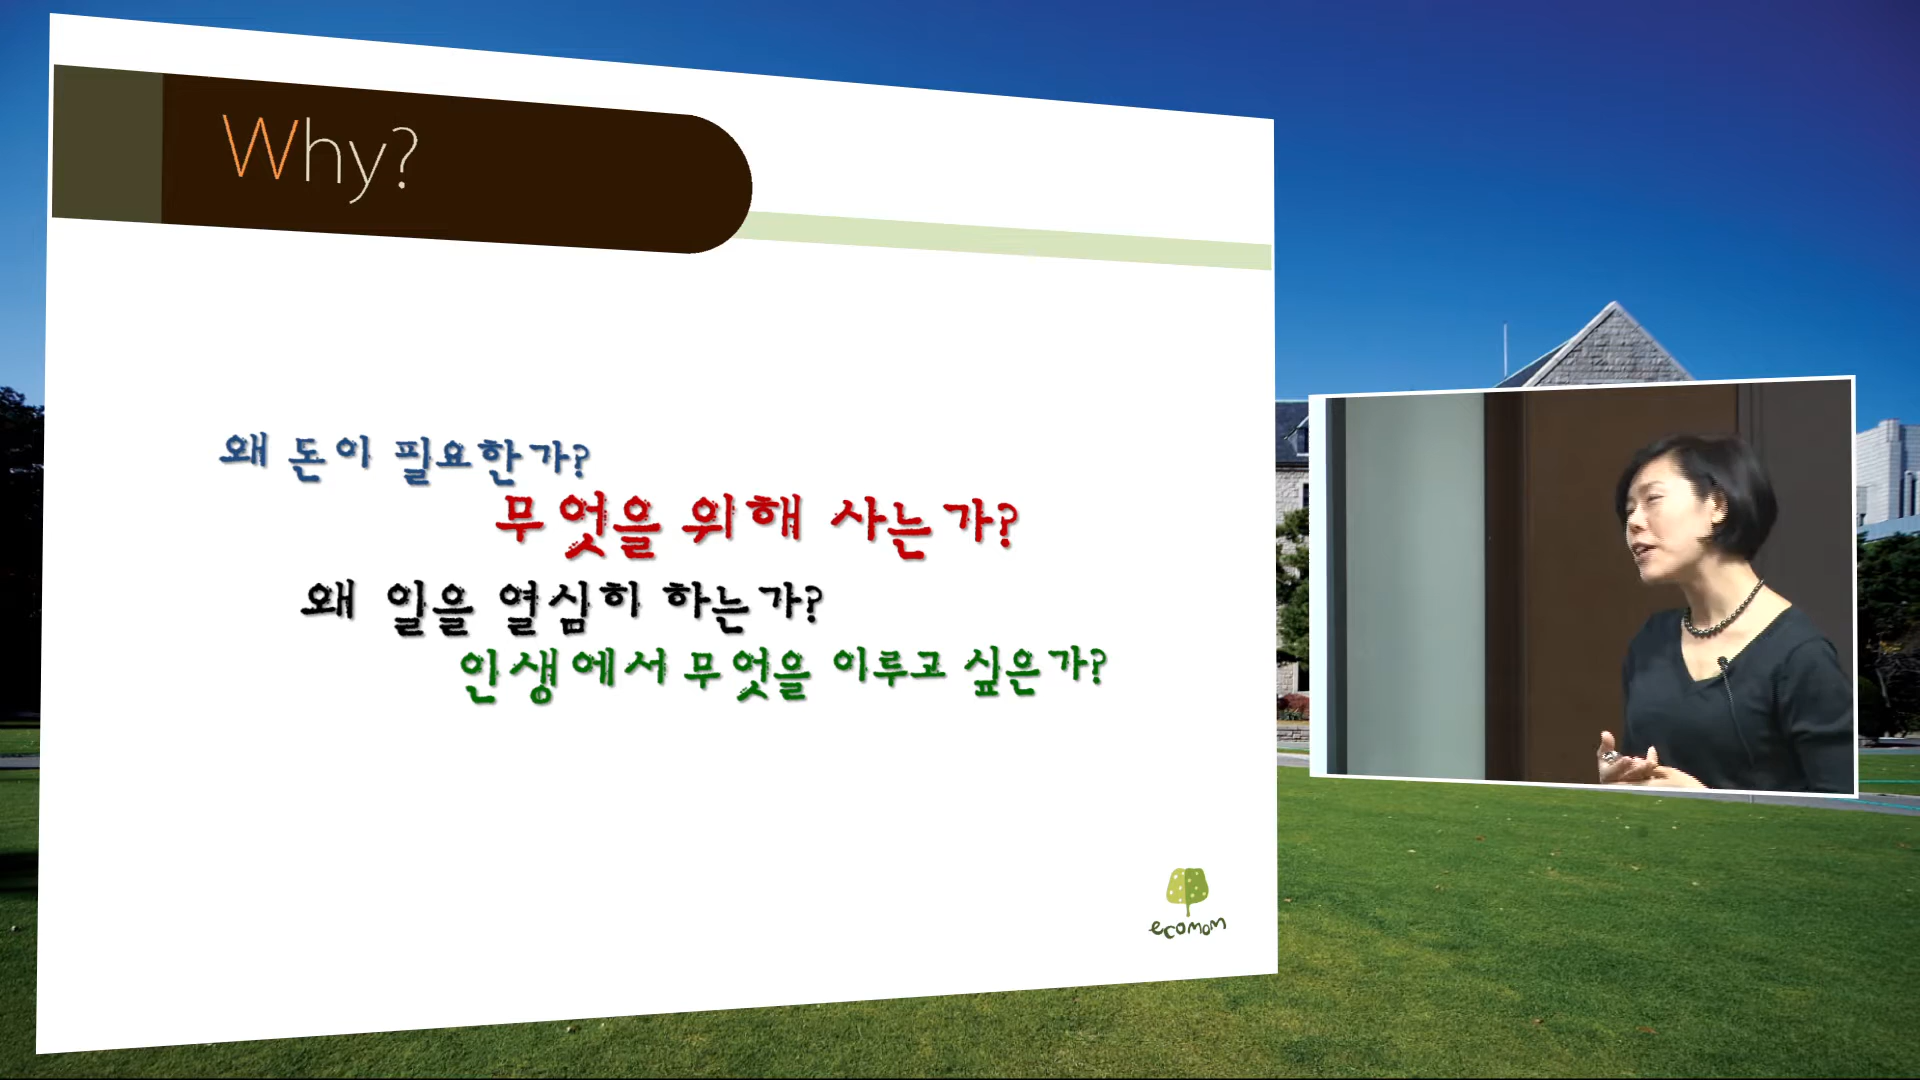 Why?
왜 돈이 필요한가?
무엇을 위해 사는가?
왜 일을 열심히 하는가?
인생에서 무엇을 이루고 싶은가?
ecomom